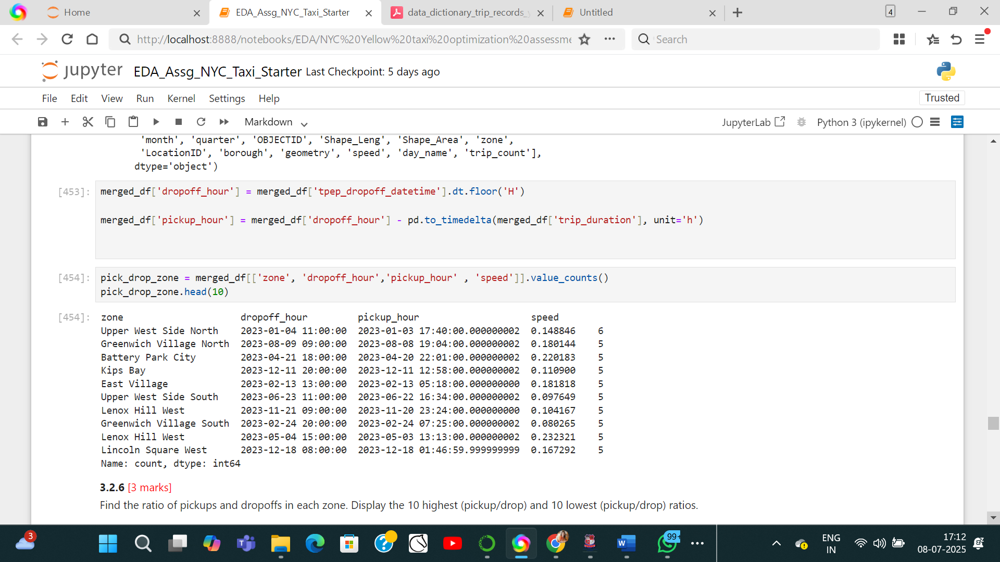 Home
EDA_Assg_NYC_Taxi_Starter
data_dictionary_trip_records_y
Untitled
4
http://localhost:8888/notebooks/EDA/NYC%20Yellow%20taxi%20optimization%20assessme
Search
jupyter
EDA_Assg_NYC_Taxi_Starter Last Checkpoint: 5 days ago
File Edit View Run Kernel Settings Help
Trusted
Markdown
JupyterLab
Python 3 (ipykernel)
'month', 'quarter', 'OBJECTID', 'Shape_Leng', 'Shape_Area', 'zone',
'LocationID', 'borough', 'geometry', 'speed', 'day_name', 'trip_count'],
dtype='object')
[453]: merged_df['dropoff_hour'] = merged_df['tpep_dropoff_datetime'].dt.floor('H')
merged_df['pickup_hour'] = merged_df['dropoff_hour'] - pd.to_timedelta(merged_df['trip_duration'], unit='h')
[454]: pick_drop_zone = merged_df[['zone', 'dropoff_hour','pickup_hour' , 'speed']].value_counts()
pick_drop_zone.head(10)
[454]: zone dropoff_hour pickup_hour speed
Upper West Side North 2023-01-04 11:00:00 2023-01-03 17:40:00.000000002 0.148846 6
Greenwich Village North 2023-08-09 09:00:00 2023-08-08 19:04:00.000000002 0.180144 5
Battery Park City 2023-04-21 18:00:00 2023-04-20 22:01:00.000000002 0.220183 5
Kips Bay 2023-12-11 20:00:00 2023-12-11 12:58:00.000000002 0.110900 5
East Village 2023-02-13 13:00:00 2023-02-13 05:18:00.000000000 0.181818 5
Upper West Side South 2023-06-23 11:00:00 2023-06-22 16:34:00.000000002 0.097649 5
Lenox Hill West 2023-11-21 09:00:00 2023-11-20 23:24:00.000000000 0.104167 5
Greenwich Village South 2023-02-24 20:00:00 2023-02-24 07:25:00.000000002 0.080265 5
Lenox Hill West 2023-05-04 15:00:00 2023-05-03 13:13:00.000000002 0.232321 5
Lincoln Square West 2023-12-18 08:00:00 2023-12-18 01:46:59.999999999 0.167292 5
Name: count, dtype: int64
3.2.6 [3 marks]
Find the ratio of pickups and dropoffs in each zone. Display the 10 highest (pickup/drop) and 10 lowest (pickup/drop) ratios.
3
99+
ENG
IN
17:12
08-07-2025